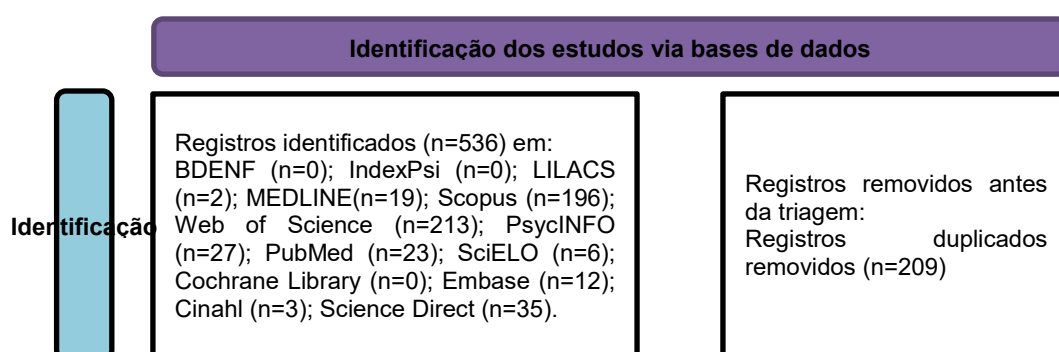 Identificação dos estudos via bases de dados
Identificação
Registros identificados (n=536) em:
BDENF (n=0); IndexPsi (n=0); LILACS
(n=2); MEDLINE(n=19); Scopus (n=196);
Web of Science (n=213); PsycINFO
(n=27); PubMed (n=23); SciELO (n=6);
Cochrane Library (n=0); Embase (n=12);
Cinahl (n=3); Science Direct (n=35).
Registros removidos antes
da triagem:
Registros duplicados
removidos (n=209)